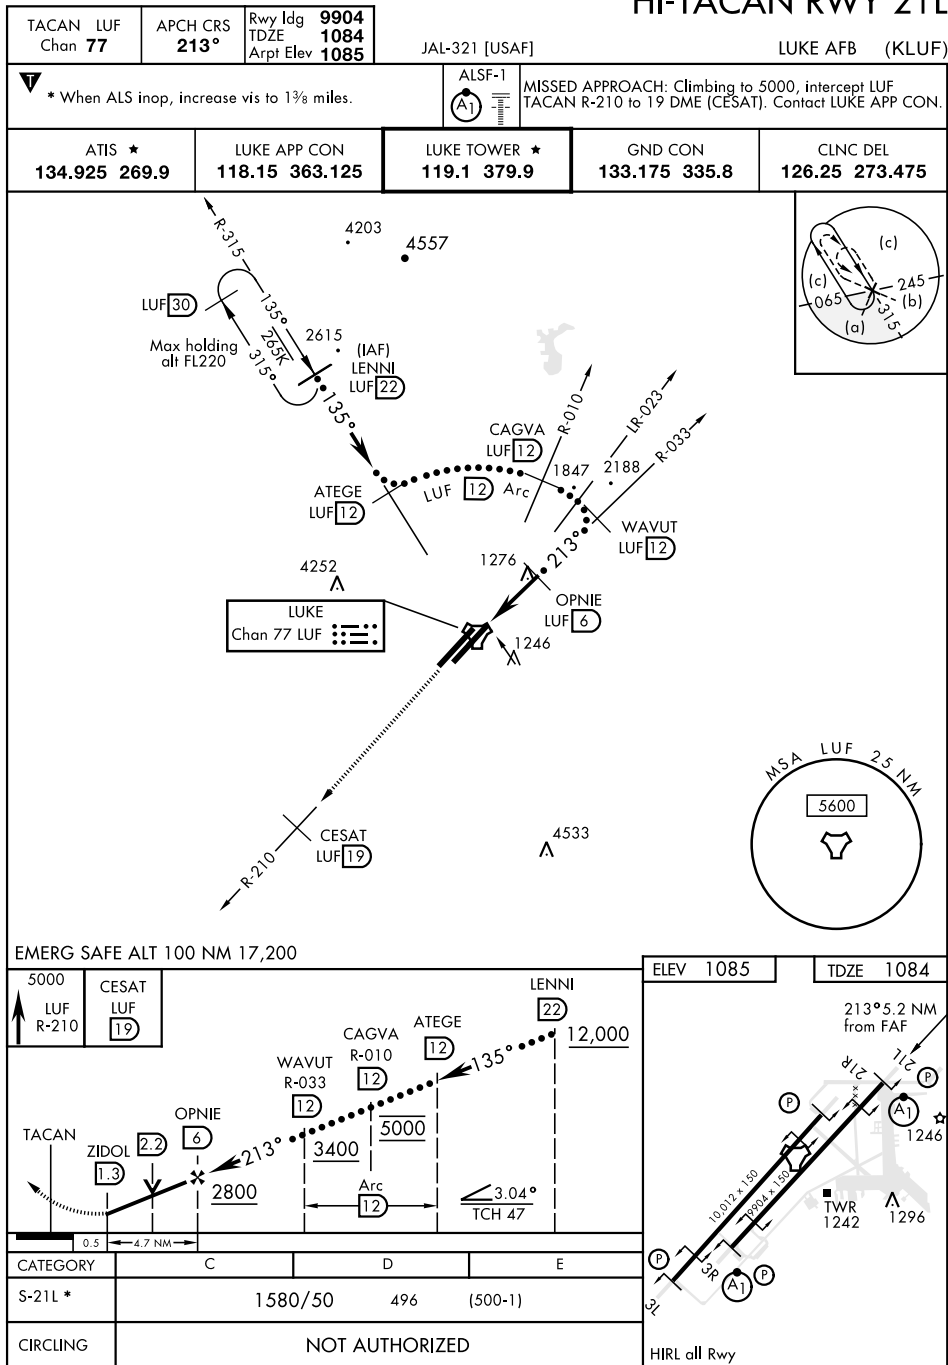 HI-TACAN RWY 21L
TACAN LUF
Chan 77
APCH CRS
213°
Rwy ldg 9904
TDZE 1084
Arpt Elev 1085
JAL-321 [USAF]
LUKE AFB (KLUF)
T
* When ALS inop, increase vis to 1⅜ miles.
ALSF-1
A1
MISSED APPROACH: Climbing to 5000, intercept LUF
TACAN R-210 to 19 DME (CESAT). Contact LUKE APP CON.
ATIS ★
134.925 269.9
LUKE APP CON
118.15 363.125
LUKE TOWER ★
119.1 379.9
GND CON
133.175 335.8
CLNC DEL
126.25 273.475
R-315
4203
4557
LUF 30
135°
265K
315°
Max holding
alt FL220
2615
(IAF)
LENNI
LUF 22
135°
(c)
(c)
245
065
(b)
(a)
315
R-010
LR-023
R-033
CAGVA
LUF 12
1847
2188
ATEGE
LUF 12
LUF 12 Arc
WAVUT
LUF 12
213°
4252
1276
OPNIE
LUF 6
LUKE
Chan 77 LUF
1246
MSA LUF 25 NM
5600
CESAT
LUF 19
R-210
4533
EMERG SAFE ALT 100 NM 17,200
5000
LUF
R-210
CESAT
LUF
19
LENNI
22
12,000
ATEGE
12
135°
CAGVA
R-010
12
5000
WAVUT
R-033
12
3400
213°
OPNIE
6
2800
2.2
ZIDOL
1.3
TACAN
Arc
12
3.04°
TCH 47
0.5
4.7 NM
CATEGORY C D E
S-21L * 1580/50 496 (500-1)
CIRCLING NOT AUTHORIZED
ELEV 1085
TDZE 1084
213° 5.2 NM
from FAF
21L
21R
P
P
A1
1246
10,012 x 150
9904 x 150
TWR
1242
1296
P
3R
A1
P
3L
HIRL all Rwy